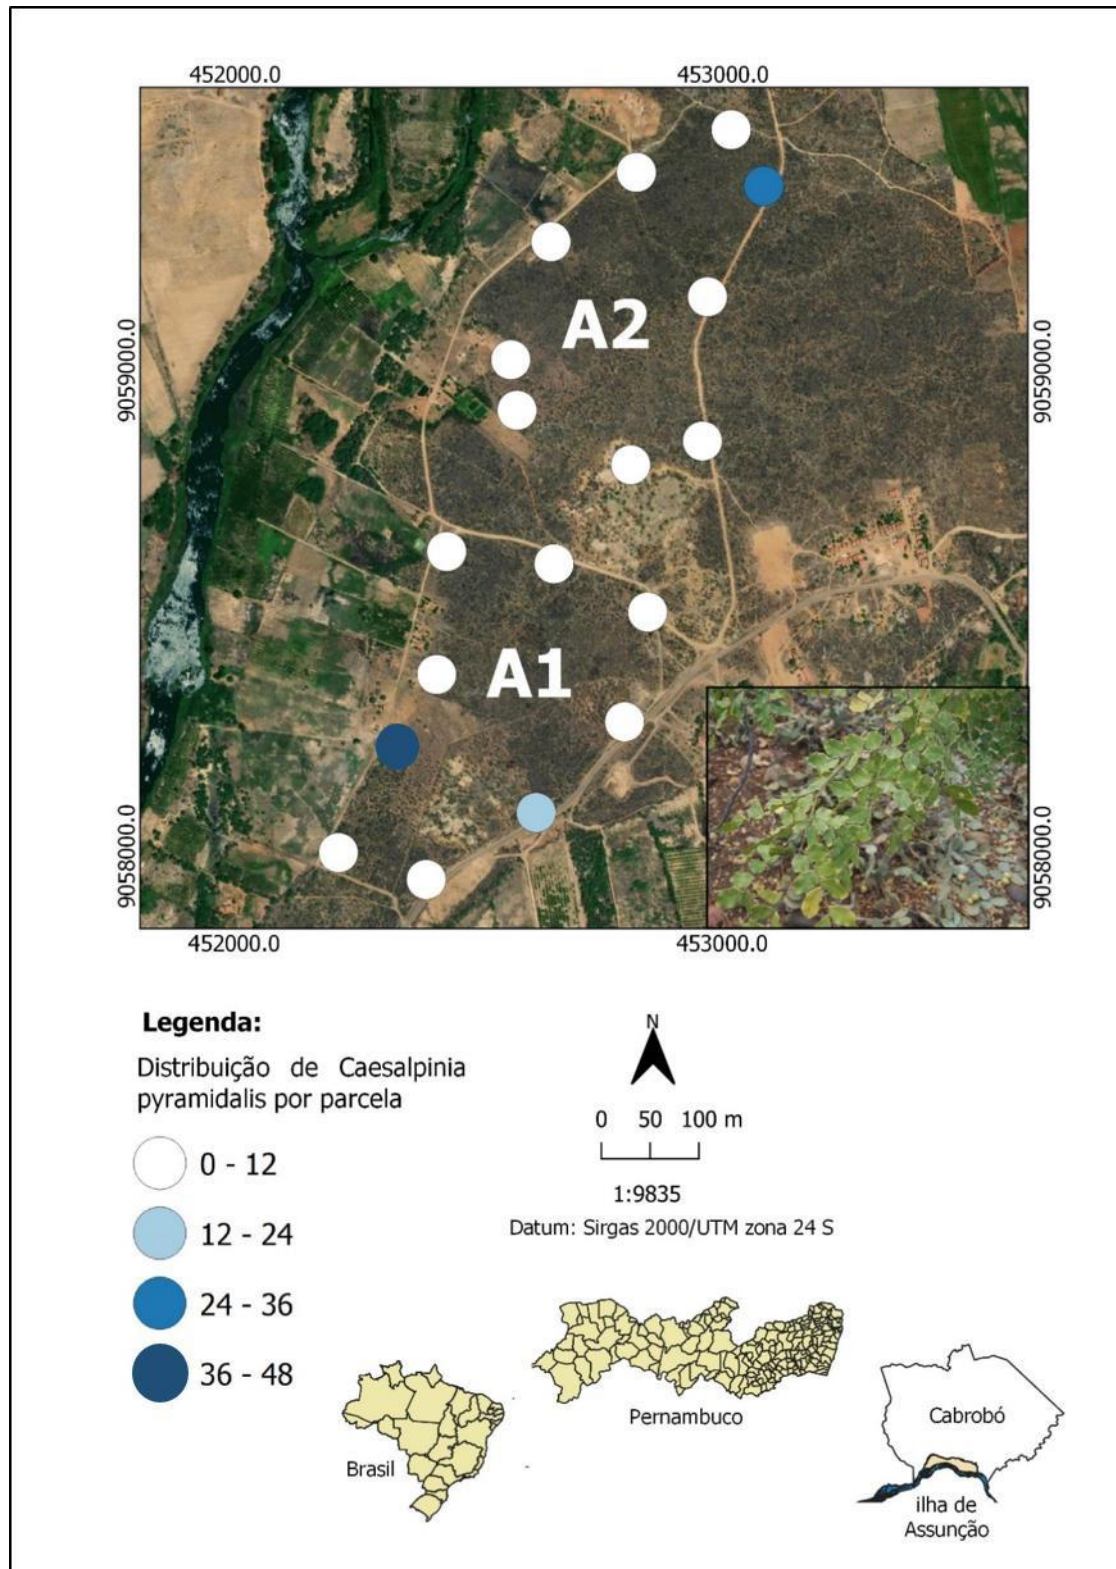 452000.0
453000.0
9059000.0
9059000.0
A2
A1
9058000.0
9058000.0
452000.0
453000.0
Legenda:
Distribuição de Caesalpinia
pyramidalis por parcela
0 - 12
12 - 24
24 - 36
36 - 48
N
0 50 100 m
1:9835
Datum: Sirgas 2000/UTM zona 24 S
Brasil
Pernambuco
Cabrobó
ilha de
Assunção